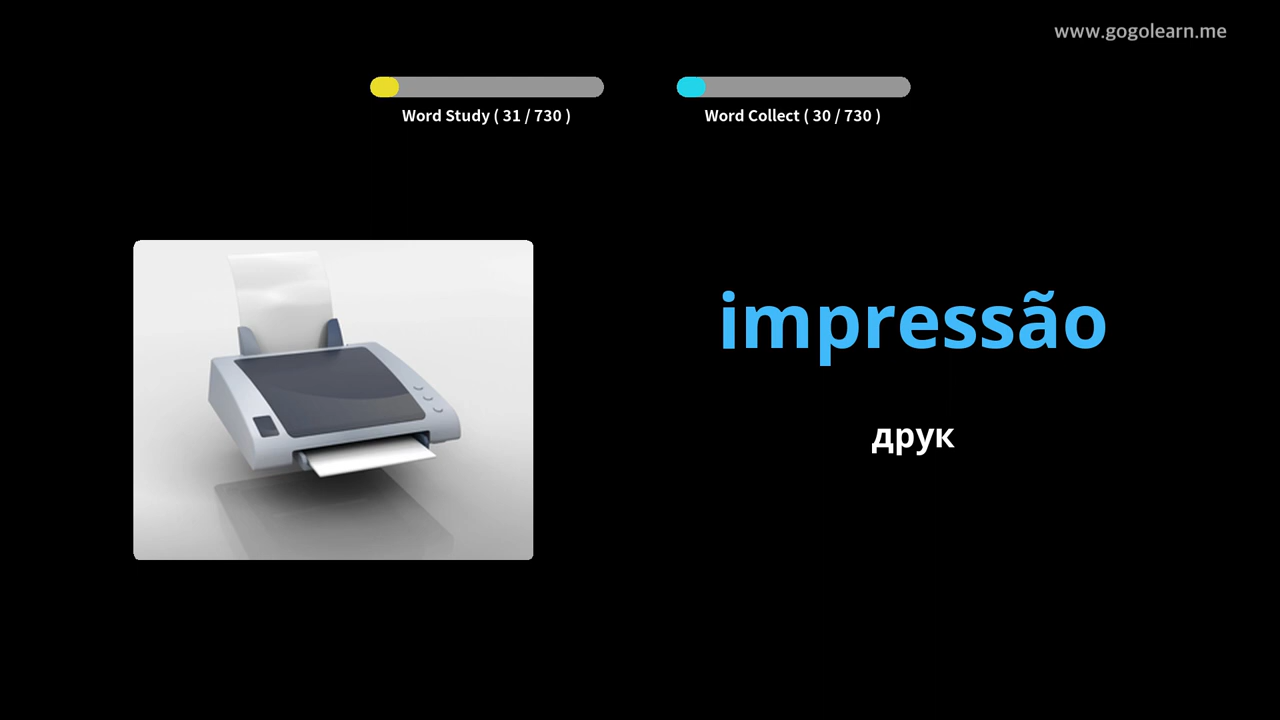 www.gogolearn.me
Word Study ( 31 / 730 )
Word Collect ( 30 / 730 )
impressão
друк